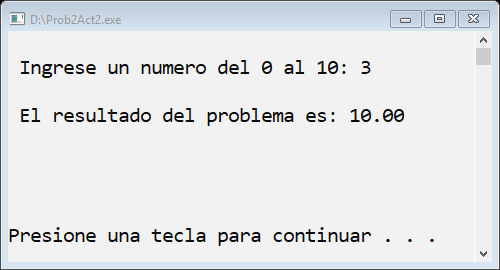 D:\Prob2Act2.exe
Ingrese un numero del 0 al 10: 3
El resultado del problema es: 10.00
Presione una tecla para continuar . . .